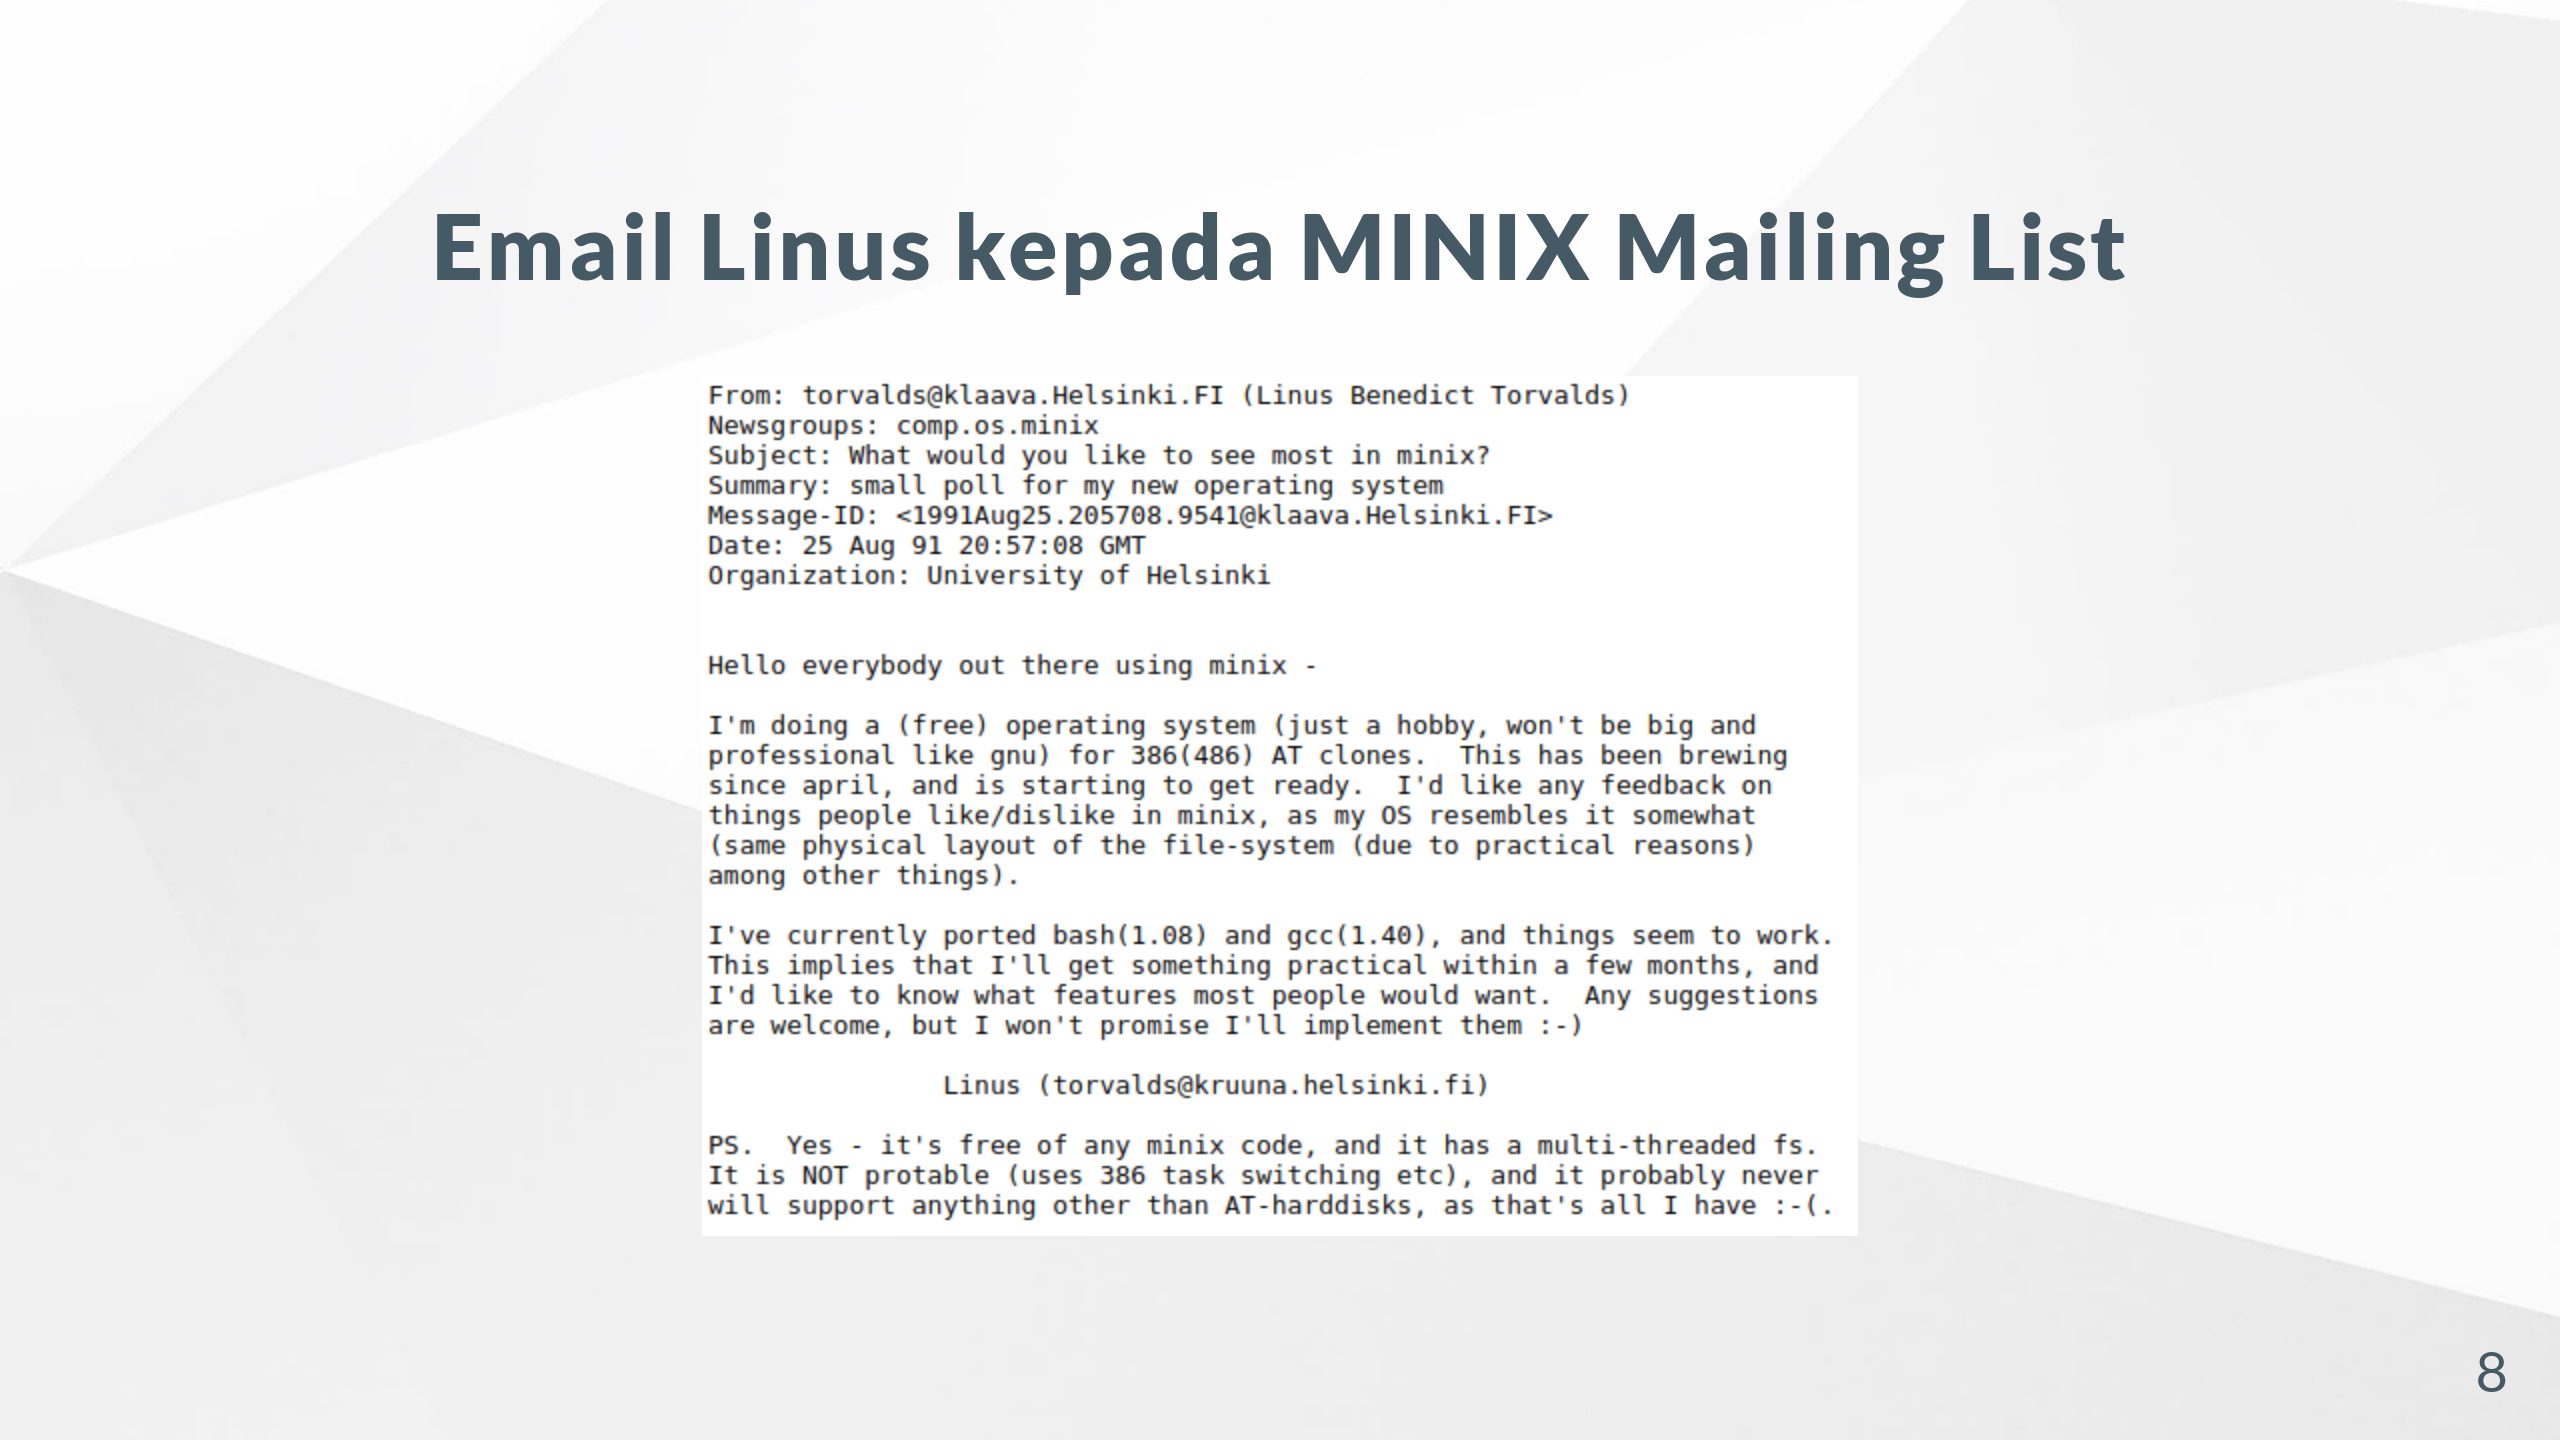 Email Linus kepada MINIX Mailing List
From: torvalds@klaava.Helsinki.FI (Linus Benedict Torvalds)
Newsgroups: comp.os.minix
Subject: What would you like to see most in minix?
Summary: small poll for my new operating system
Message-ID: <1991Aug25.205708.9541@klaava.Helsinki.FI>
Date: 25 Aug 91 20:57:08 GMT
Organization: University of Helsinki
Hello everybody out there using minix -
I'm doing a (free) operating system (just a hobby, won't be big and
professional like gnu) for 386(486) AT clones.  This has been brewing
since april, and is starting to get ready.  I'd like any feedback on
things people like/dislike in minix, as my OS resembles it somewhat
(same physical layout of the file-system (due to practical reasons)
among other things).
I've currently ported bash(1.08) and gcc(1.40), and things seem to work.
This implies that I'll get something practical within a few months, and
I'd like to know what features most people would want.  Any suggestions
are welcome, but I won't promise I'll implement them :-)
Linus (torvalds@kruuna.helsinki.fi)
PS.  Yes - it's free of any minix code, and it has a multi-threaded fs.
It is NOT protable (uses 386 task switching etc), and it probably never
will support anything other than AT-harddisks, as that's all I have :-(.
8